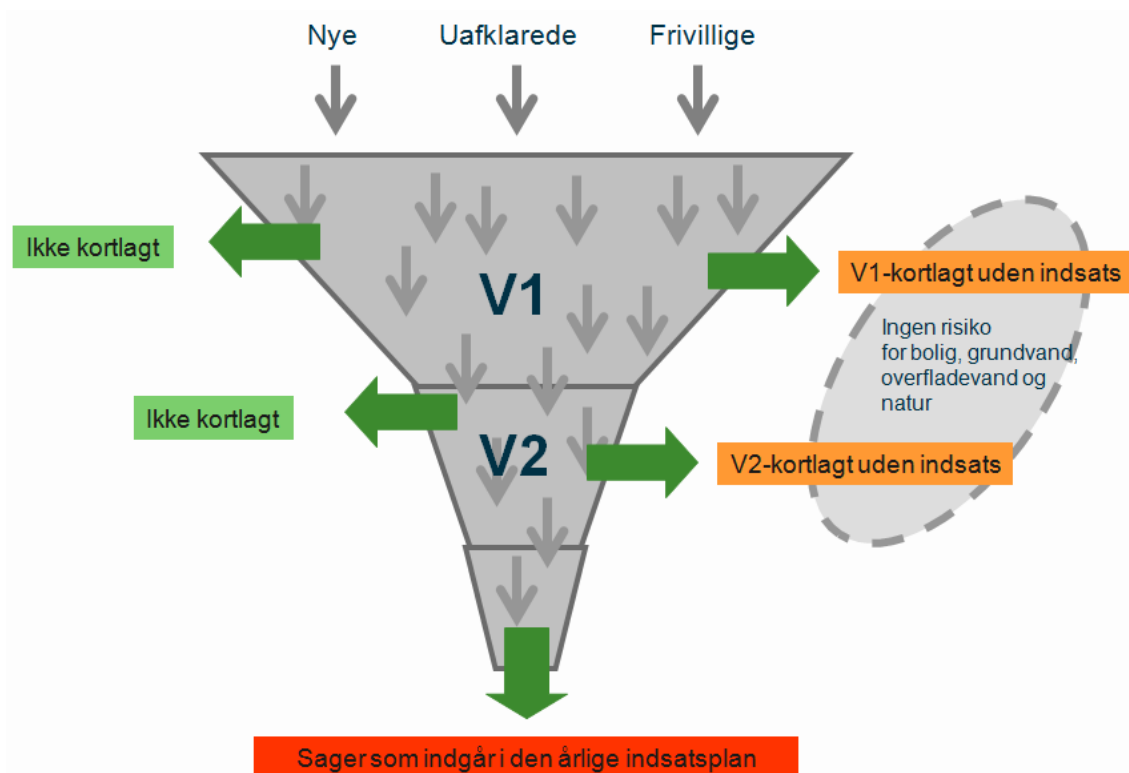 Nye Uafklarede Frivillige
Ikke kortlagt
V1
V1-kortlagt uden indsats
Ingen risiko
for bolig, grundvand,
overfladevand og
natur
Ikke kortlagt
V2
V2-kortlagt uden indsats
Sager som indgår i den årlige indsatsplan